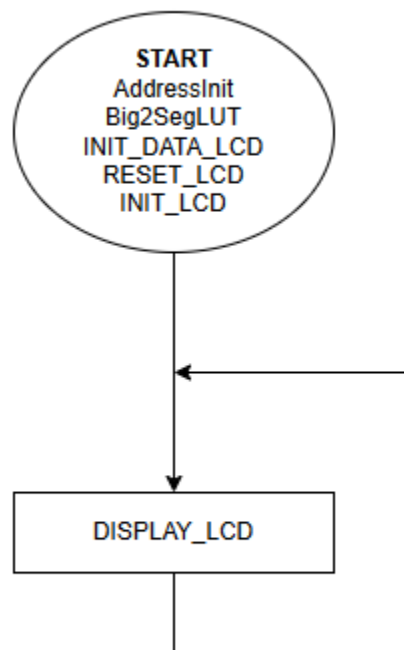 START
AddressInit
Big2SegLUT
INIT_DATA_LCD
RESET_LCD
INIT_LCD
DISPLAY_LCD